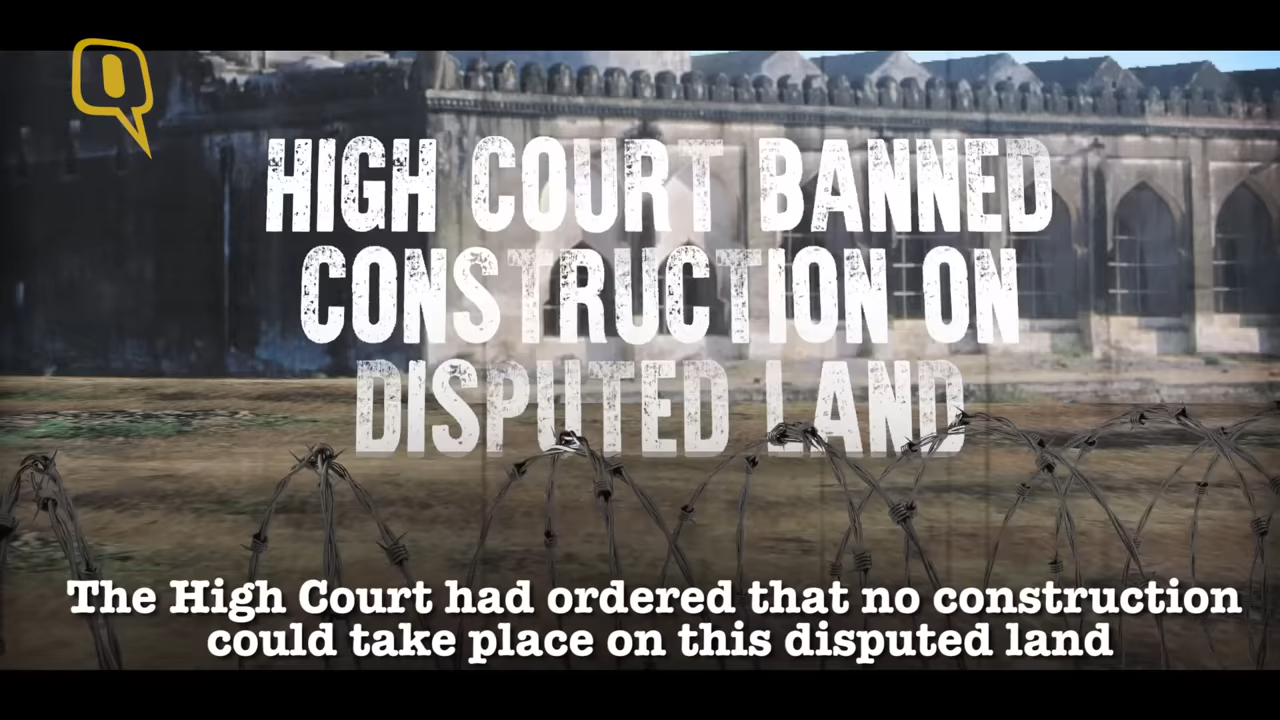 HIGH COURT BANNED
CONSTRUCTION ON
DISPUTED LAND
The High Court had ordered that no construction
could take place on this disputed land